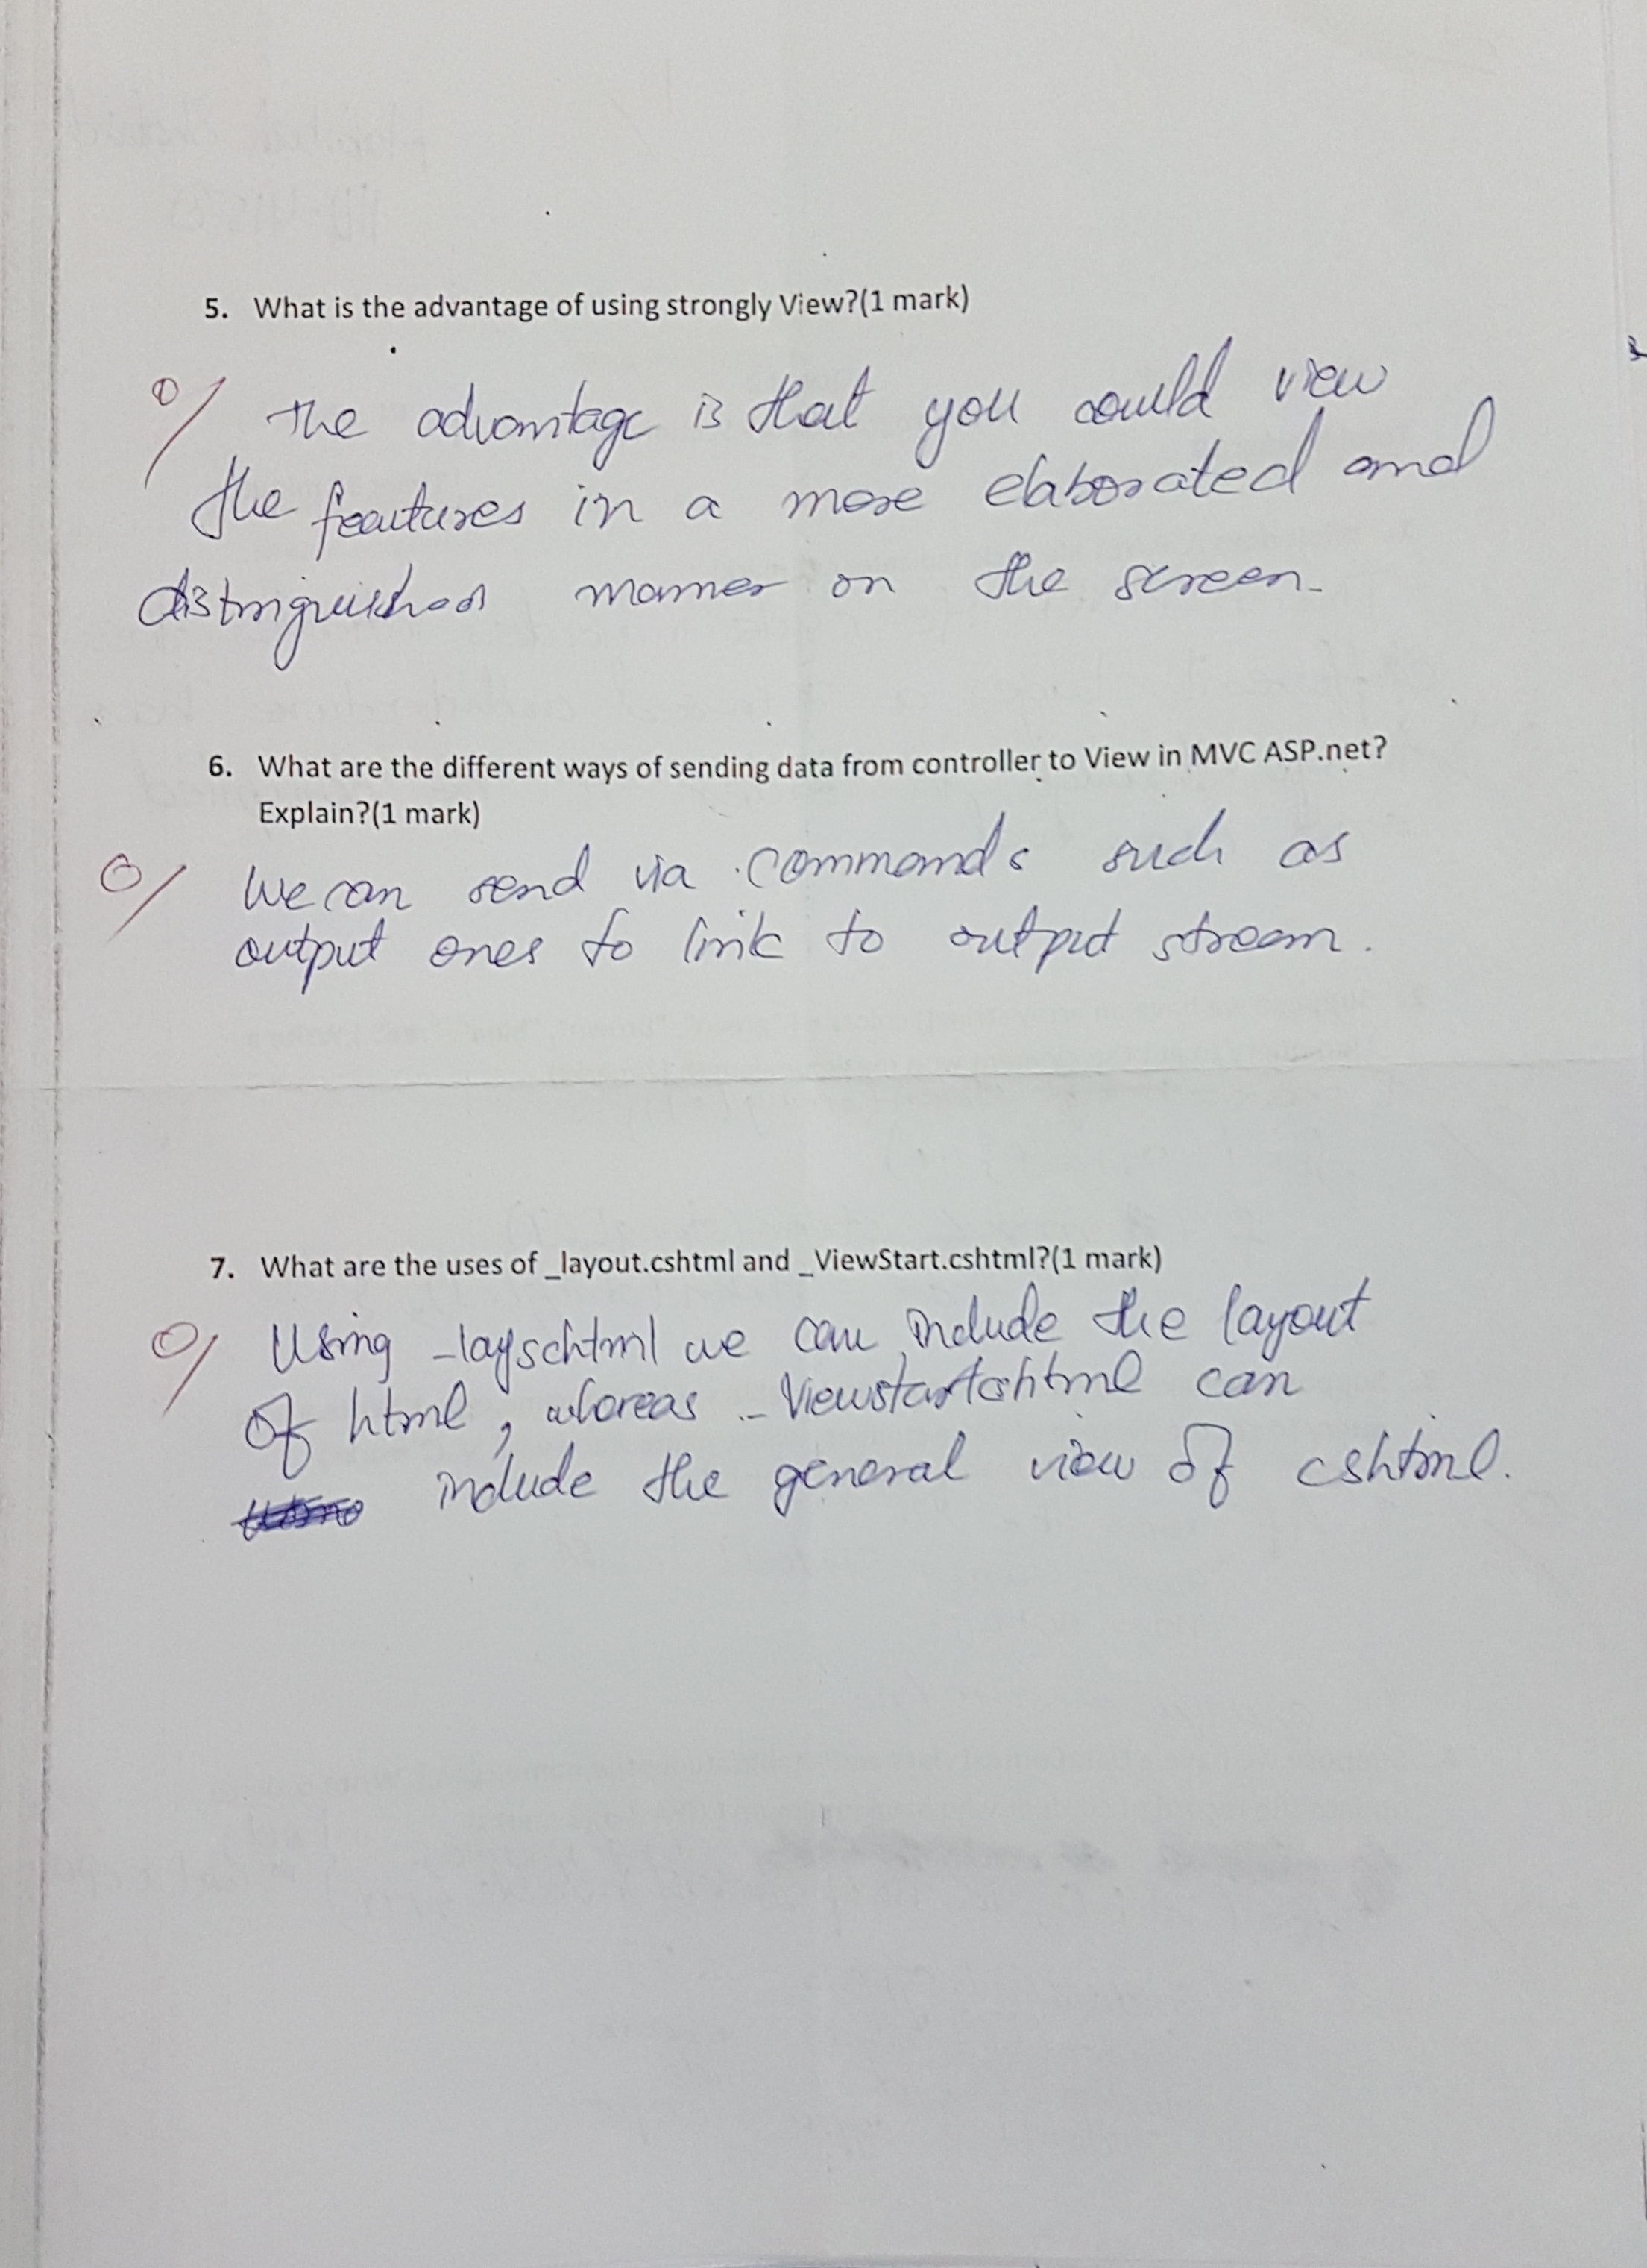 5. What is the advantage of using strongly View?(1 mark)
0/ The advantage is that you could view
the features in a more elaborated and
distinguished manner on the screen.
6. What are the different ways of sending data from controller to View in MVC ASP.net?
Explain?(1 mark)
0/ We can send via commands such as
output ones to link to output stream.
7. What are the uses of _layout.cshtml and _ViewStart.cshtml?(1 mark)
0/ Using _layschtml we can include the layout
of html, whereas _Viewstartcshtml can
include the general view of cshtml.